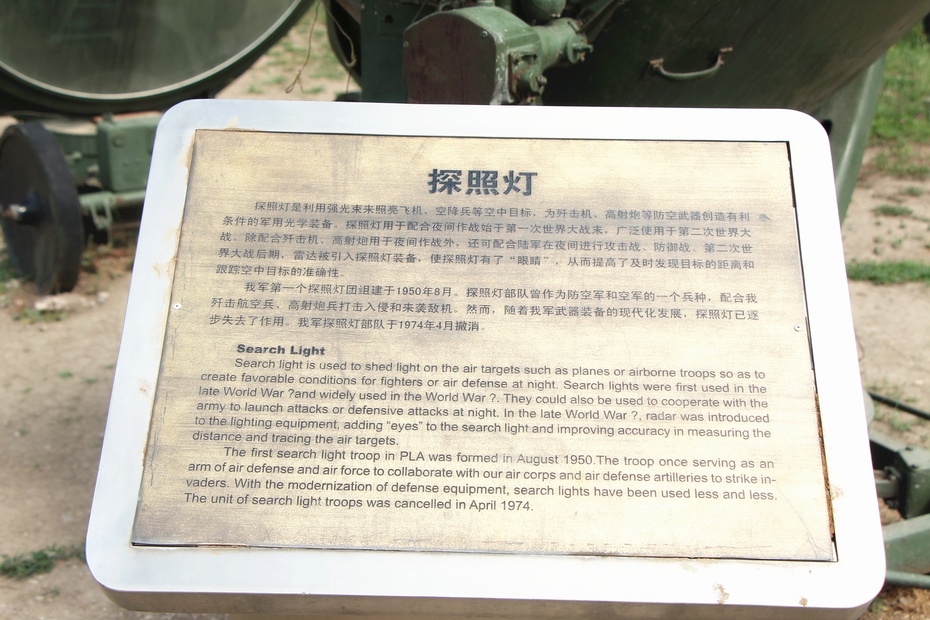 探照灯
探照灯是利用强光束来照亮飞机、空降兵等空中目标，为歼击机、高射炮等防空武器创造有利
条件的军用光学装备。探照灯用于配合夜间作战始于第一次世界大战末，广泛使用于第二次世界大
战。除配合歼击机、高射炮用于夜间作战外，还可配合陆军在夜间进行攻击战、防御战。第二次世
界大战后期，雷达被引入探照灯装备，使探照灯有了“眼睛”，从而提高了及时发现目标的距离和
跟踪空中目标的准确性。
我军第一个探照灯团组建于1950年8月。探照灯部队曾作为防空军和空军的一个兵种，配合我
歼击航空兵、高射炮兵打击入侵和来袭敌机。然而，随着我军武器装备的现代化发展，探照灯已逐
步失去了作用。我军探照灯部队于1974年4月撤消。
Search Light
Search light is used to shed light on the air targets such as planes or airborne troops so as to
create favorable conditions for fighters or air defense at night. Search lights were first used in the
late World War ?and widely used in the World War ?. They could also be used to cooperate with the
army to launch attacks or defensive attacks at night. In the late World War ?, radar was introduced
to the lighting equipment, adding “eyes” to the search light and improving accuracy in measuring the
distance and tracing the air targets.
The first search light troop in PLA was formed in August 1950.The troop once serving as an
arm of air defense and air force to collaborate with our air corps and air defense artilleries to strike in-
vaders. With the modernization of defense equipment, search lights have been used less and less.
The unit of search light troops was cancelled in April 1974.